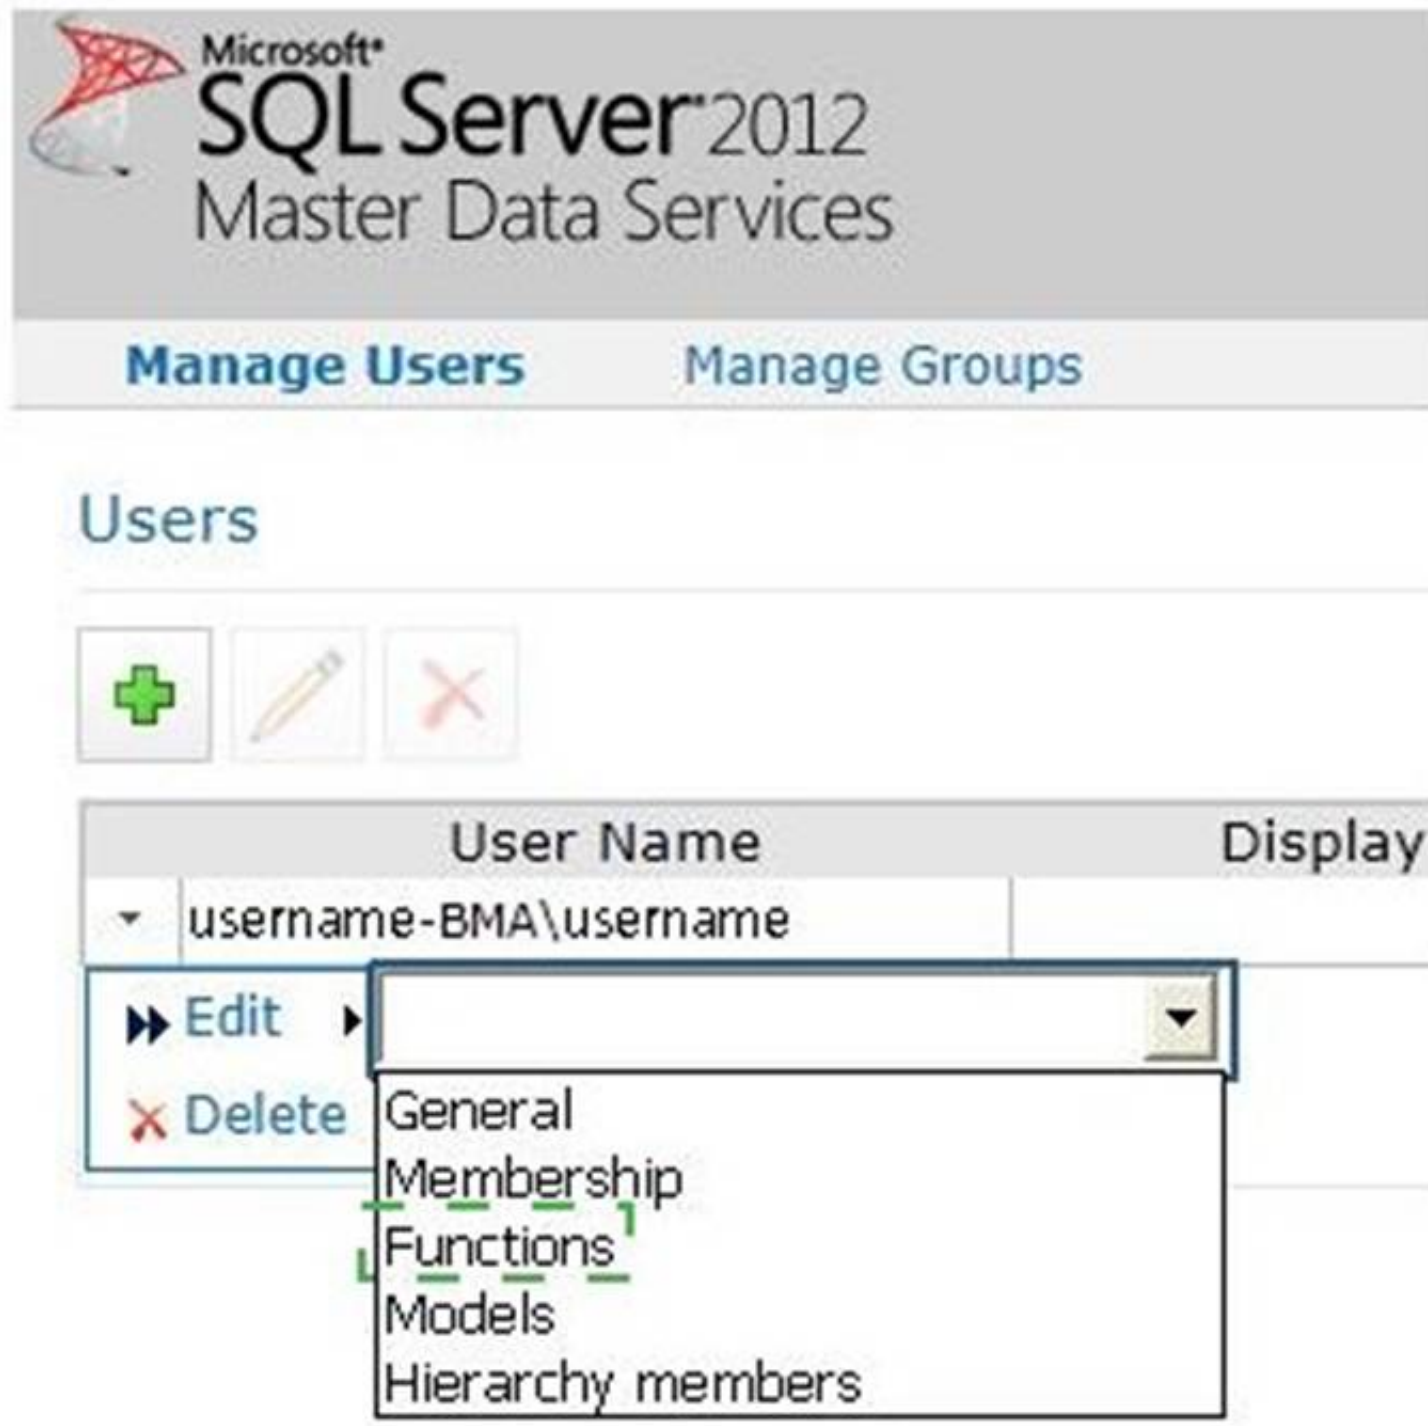 Microsoft®
SQL Server® 2012
Master Data Services
Manage Users Manage Groups
Users
User Name Display
username-BMA\username
Edit
Delete
General
Membership
Functions
Models
Hierarchy members